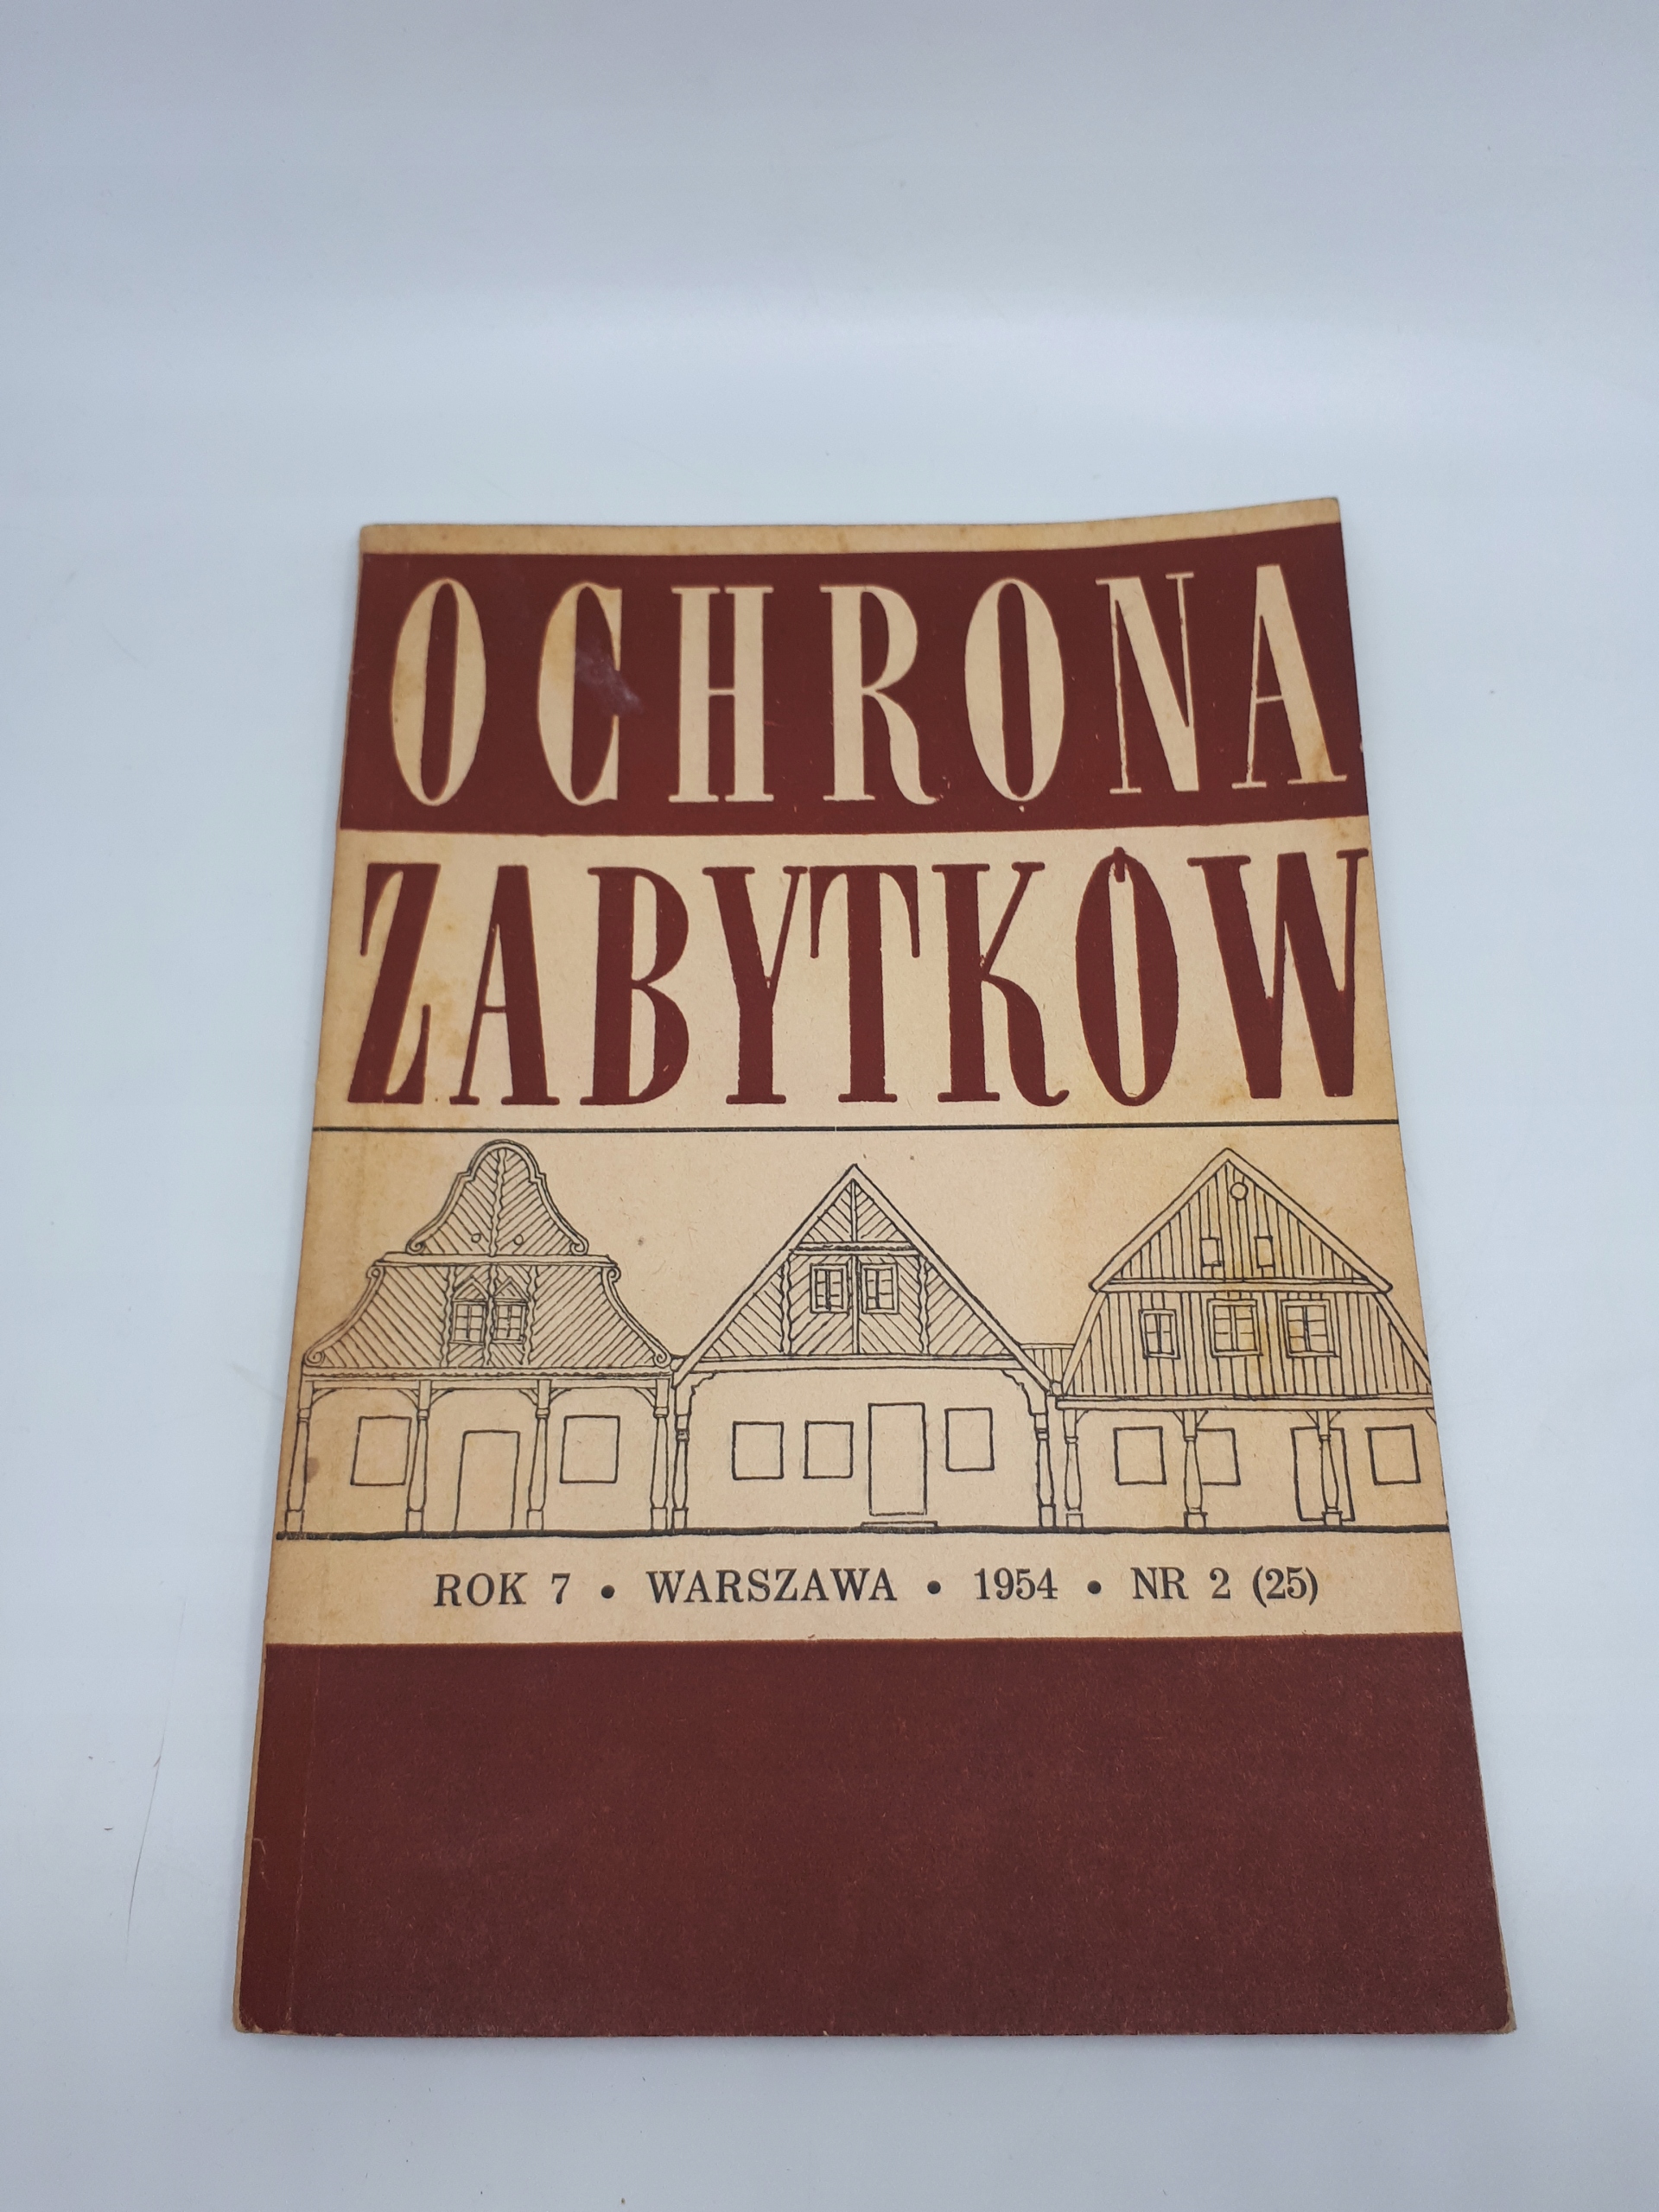 OCHRONA
ZABYTKÓW
ROK 7 • WARSZAWA • 1954 • NR 2 (25)